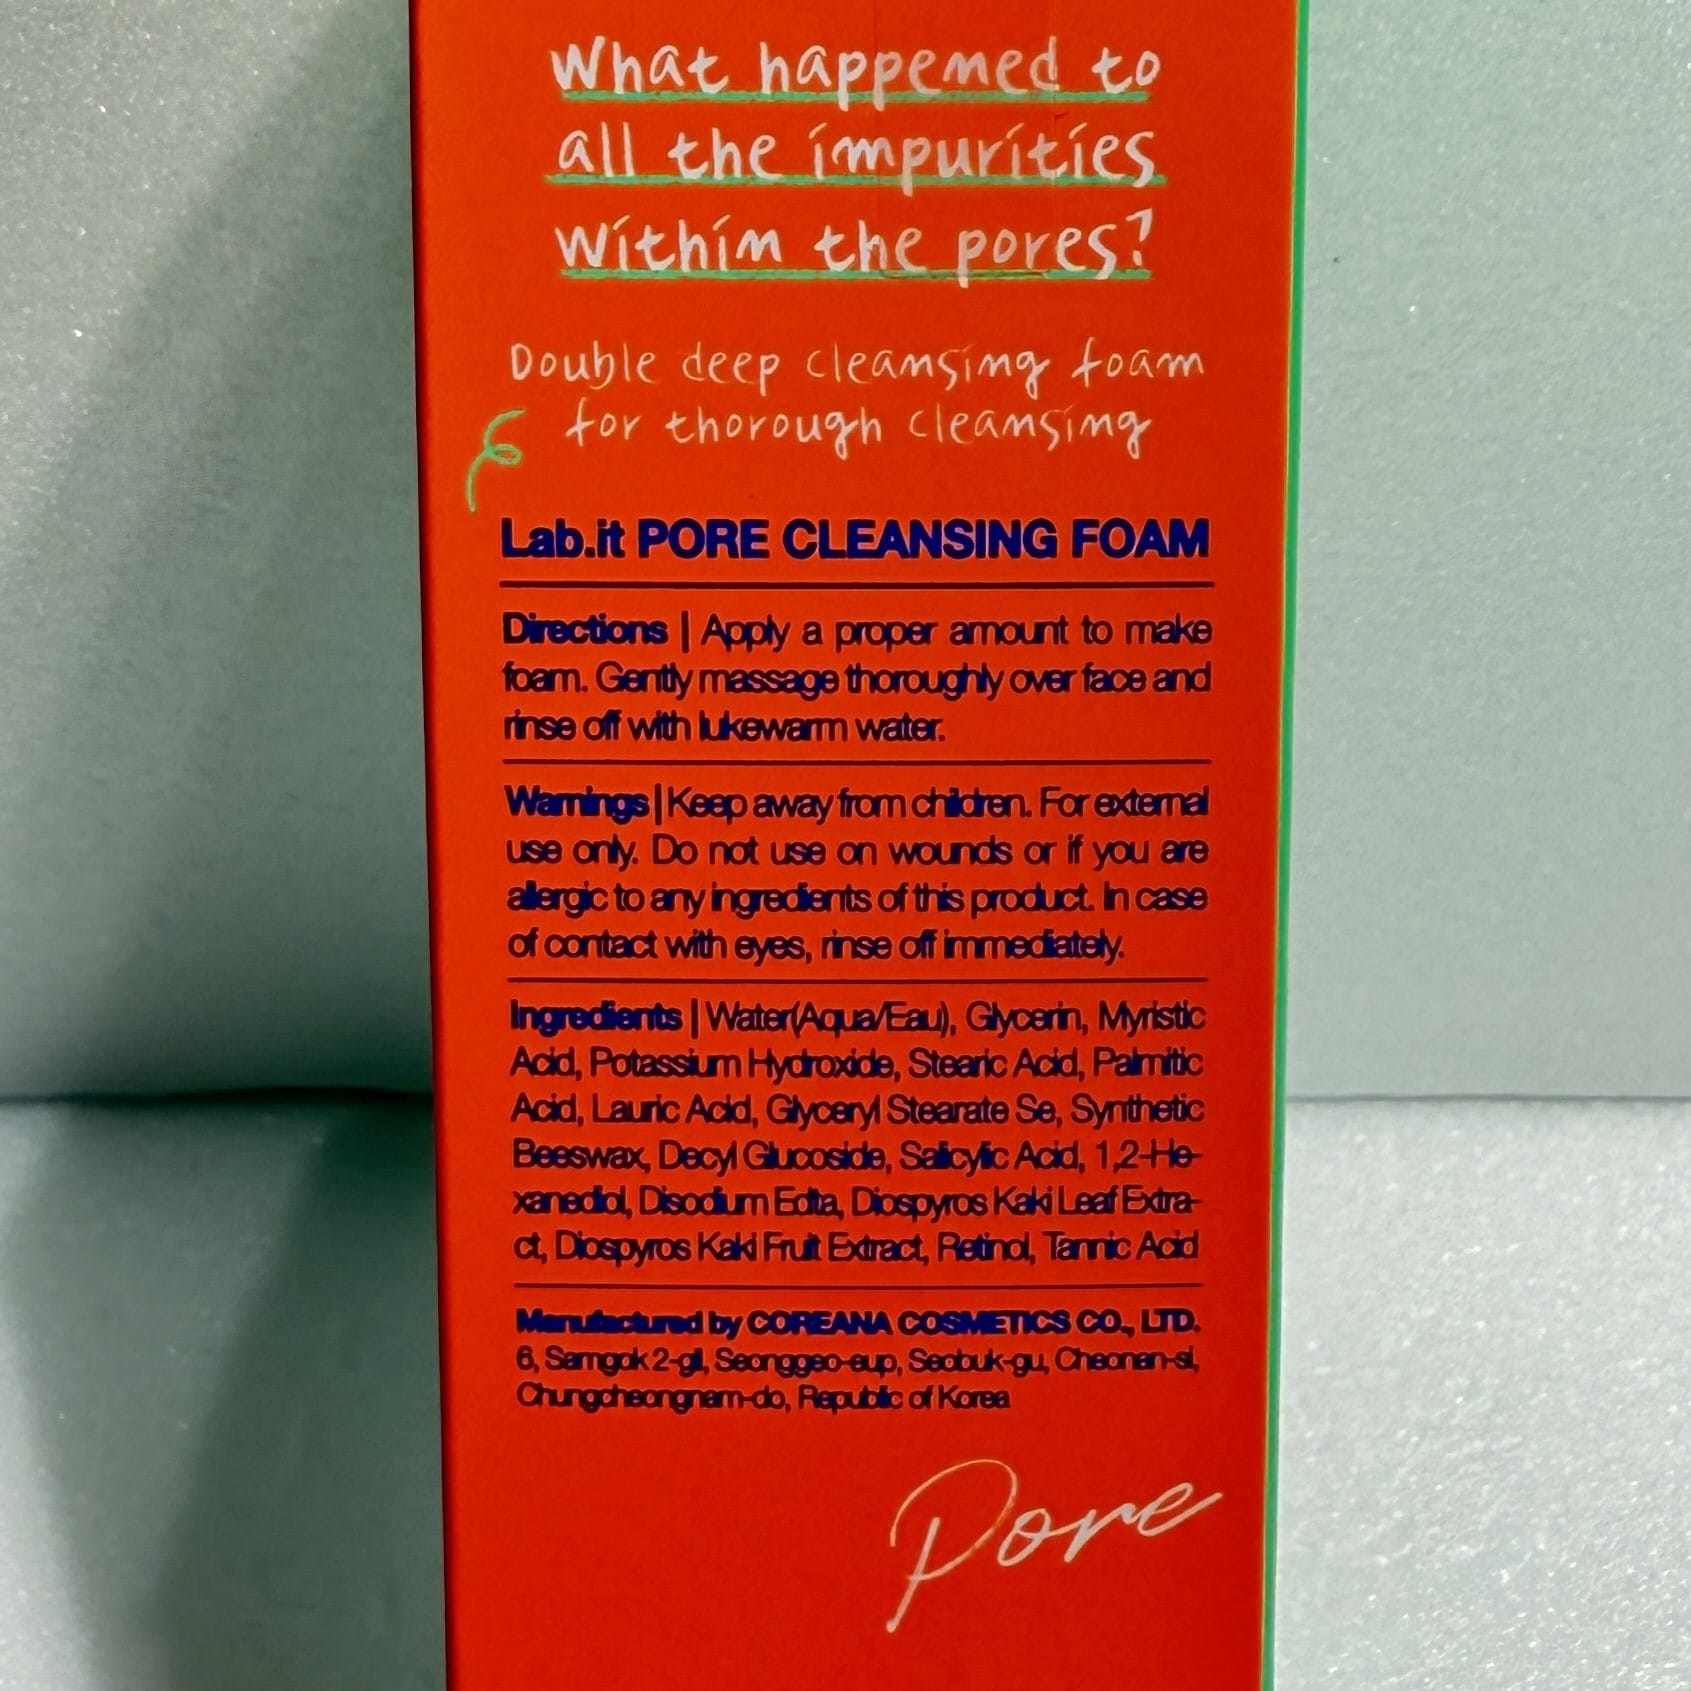 What happened to
all the impurities
within the pores?
Double deep cleansing foam
for thorough cleansing
Lab.it PORE CLEANSING FOAM
Directions | Apply a proper amount to make
foam. Gently massage thoroughly over face and
rinse off with lukewarm water.
Warnings | Keep away from children. For external
use only. Do not use on wounds or if you are
allergic to any ingredients of this product. In case
of contact with eyes, rinse off immediately.
Ingredients | Water(Aqua/Eau), Glycerin, Myristic
Acid, Potassium Hydroxide, Stearic Acid, Palmitic
Acid, Lauric Acid, Glyceryl Stearate Se, Synthetic
Beeswax, Decyl Glucoside, Salicylic Acid, 1,2-He-
xanediol, Disodium Edta, Diospyros Kaki Leaf Extra-
ct, Diospyros Kaki Fruit Extract, Retinol, Tannic Acid
Manufactured by COREANA COSMETICS CO., LTD.
6, Samgok 2-gil, Seonggeo-eup, Seobuk-gu, Cheonan-si,
Chungcheongnam-do, Republic of Korea
Pore